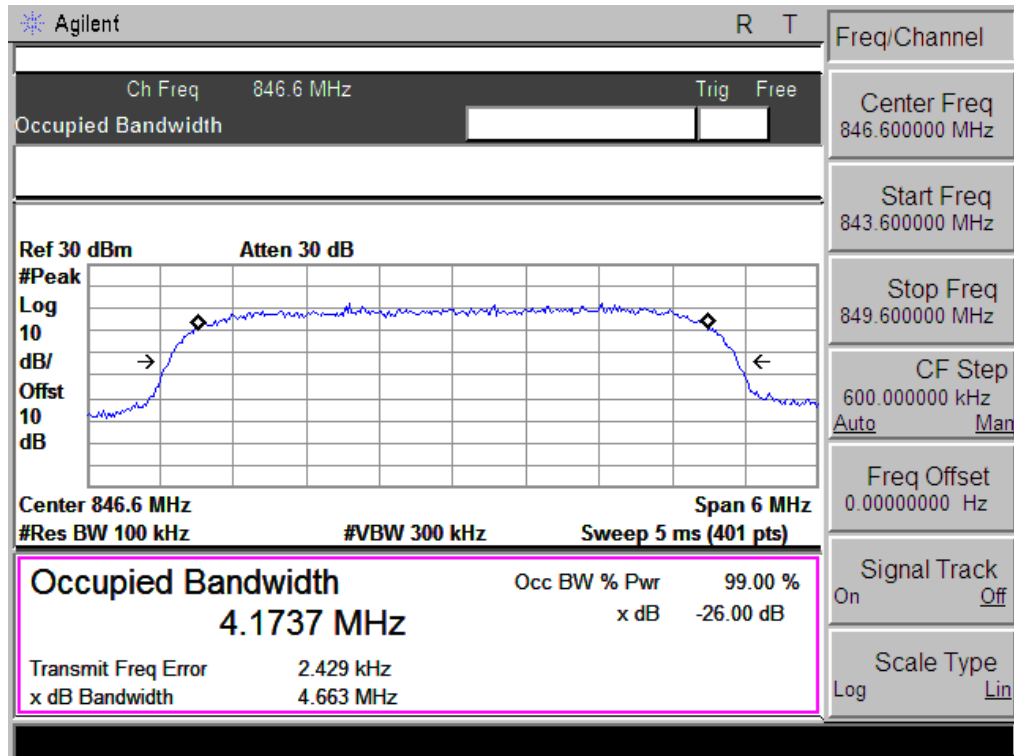 Agilent R T
Ch Freq 846.6 MHz Trig Free
Occupied Bandwidth
Ref 30 dBm Atten 30 dB
#Peak
Log
10
dB/
Offst
10
dB
Center 846.6 MHz Span 6 MHz
#Res BW 100 kHz #VBW 300 kHz Sweep 5 ms (401 pts)
Occupied Bandwidth Occ BW % Pwr 99.00 %
4.1737 MHz x dB -26.00 dB
Transmit Freq Error 2.429 kHz
x dB Bandwidth 4.663 MHz
Freq/Channel
Center Freq
846.600000 MHz
Start Freq
843.600000 MHz
Stop Freq
849.600000 MHz
CF Step
600.000000 kHz
Auto Man
Freq Offset
0.00000000 Hz
Signal Track
On Off
Scale Type
Log Lin